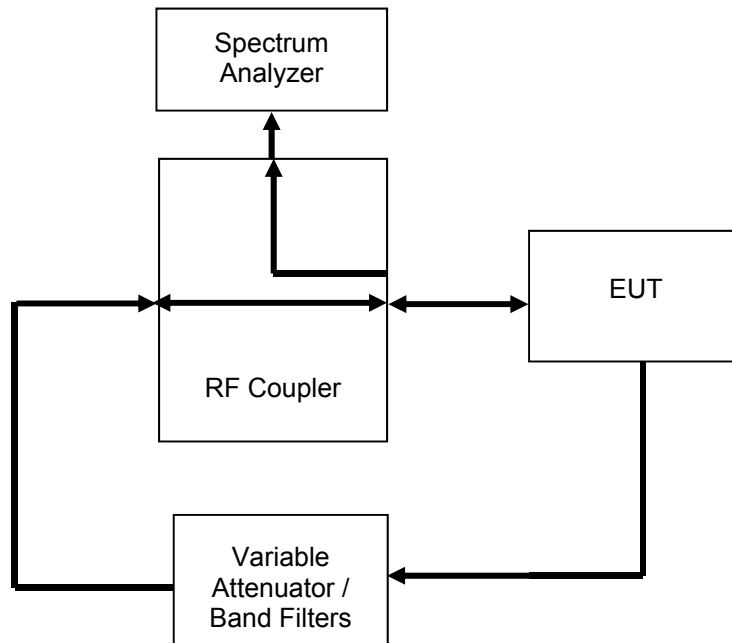 Spectrum
Analyzer
EUT
RF Coupler
Variable
Attenuator /
Band Filters